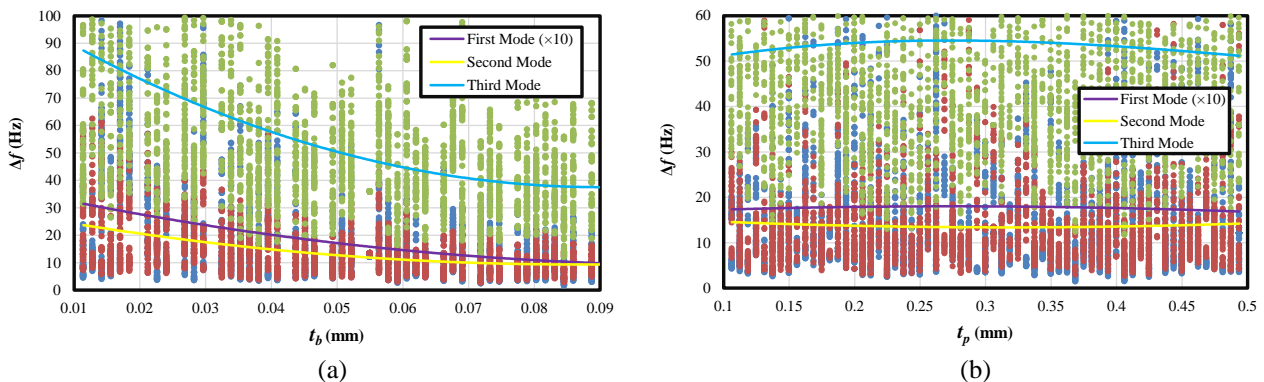 100
90
80
70
60
50
40
30
20
10
0
Δf (Hz)
0.01 0.02 0.03 0.04 0.05 0.06 0.07 0.08 0.09
t_b (mm)
First Mode (×10)
Second Mode
Third Mode
(a)
60
50
40
30
20
10
0
Δf (Hz)
0.1 0.15 0.2 0.25 0.3 0.35 0.4 0.45 0.5
t_p (mm)
First Mode (×10)
Second Mode
Third Mode
(b)